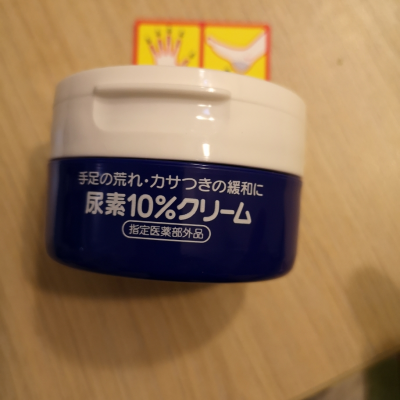 手足の荒れ・カサつきの緩和に
尿素10%クリーム
指定医薬部外品